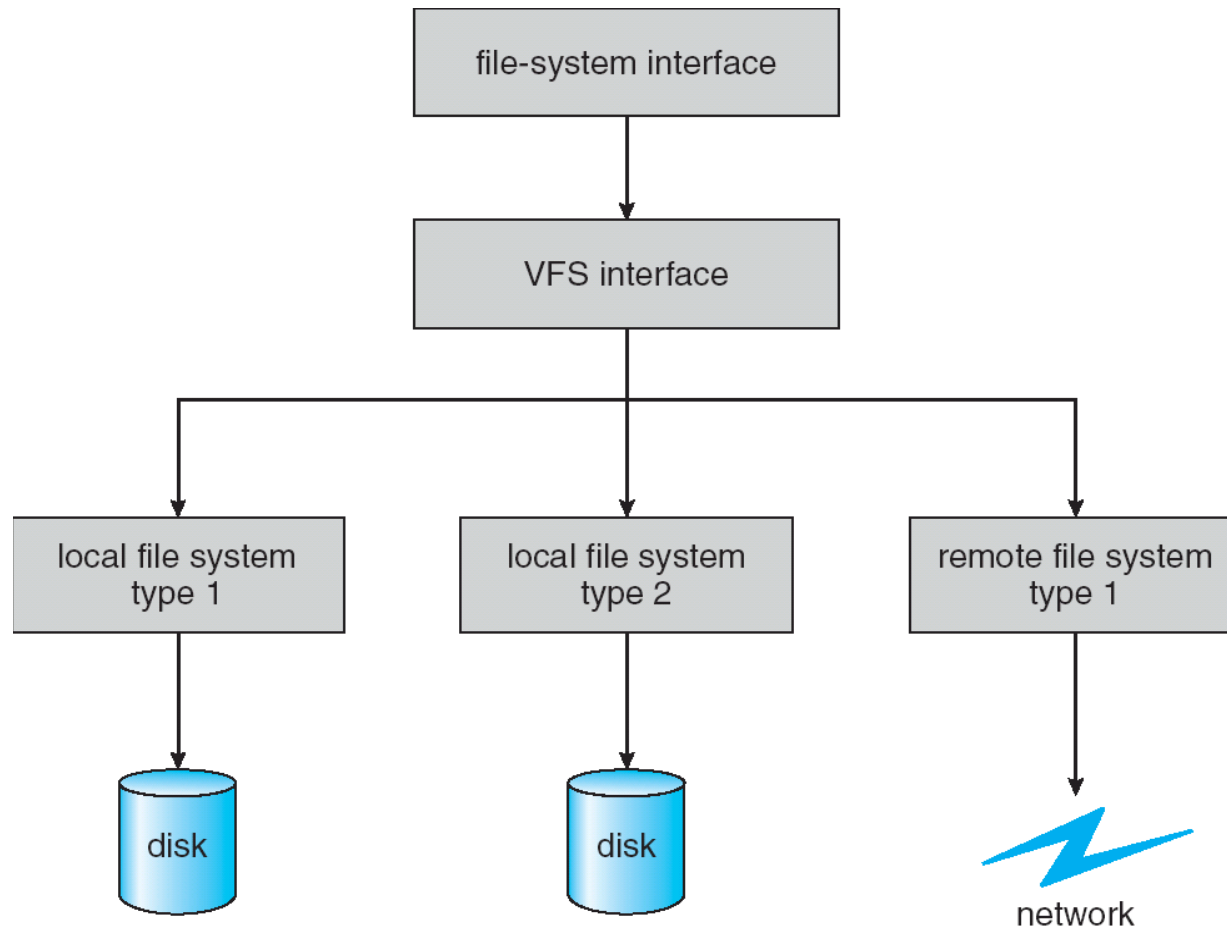 file-system interface
VFS interface
local file system
type 1
local file system
type 2
remote file system
type 1
disk
disk
network